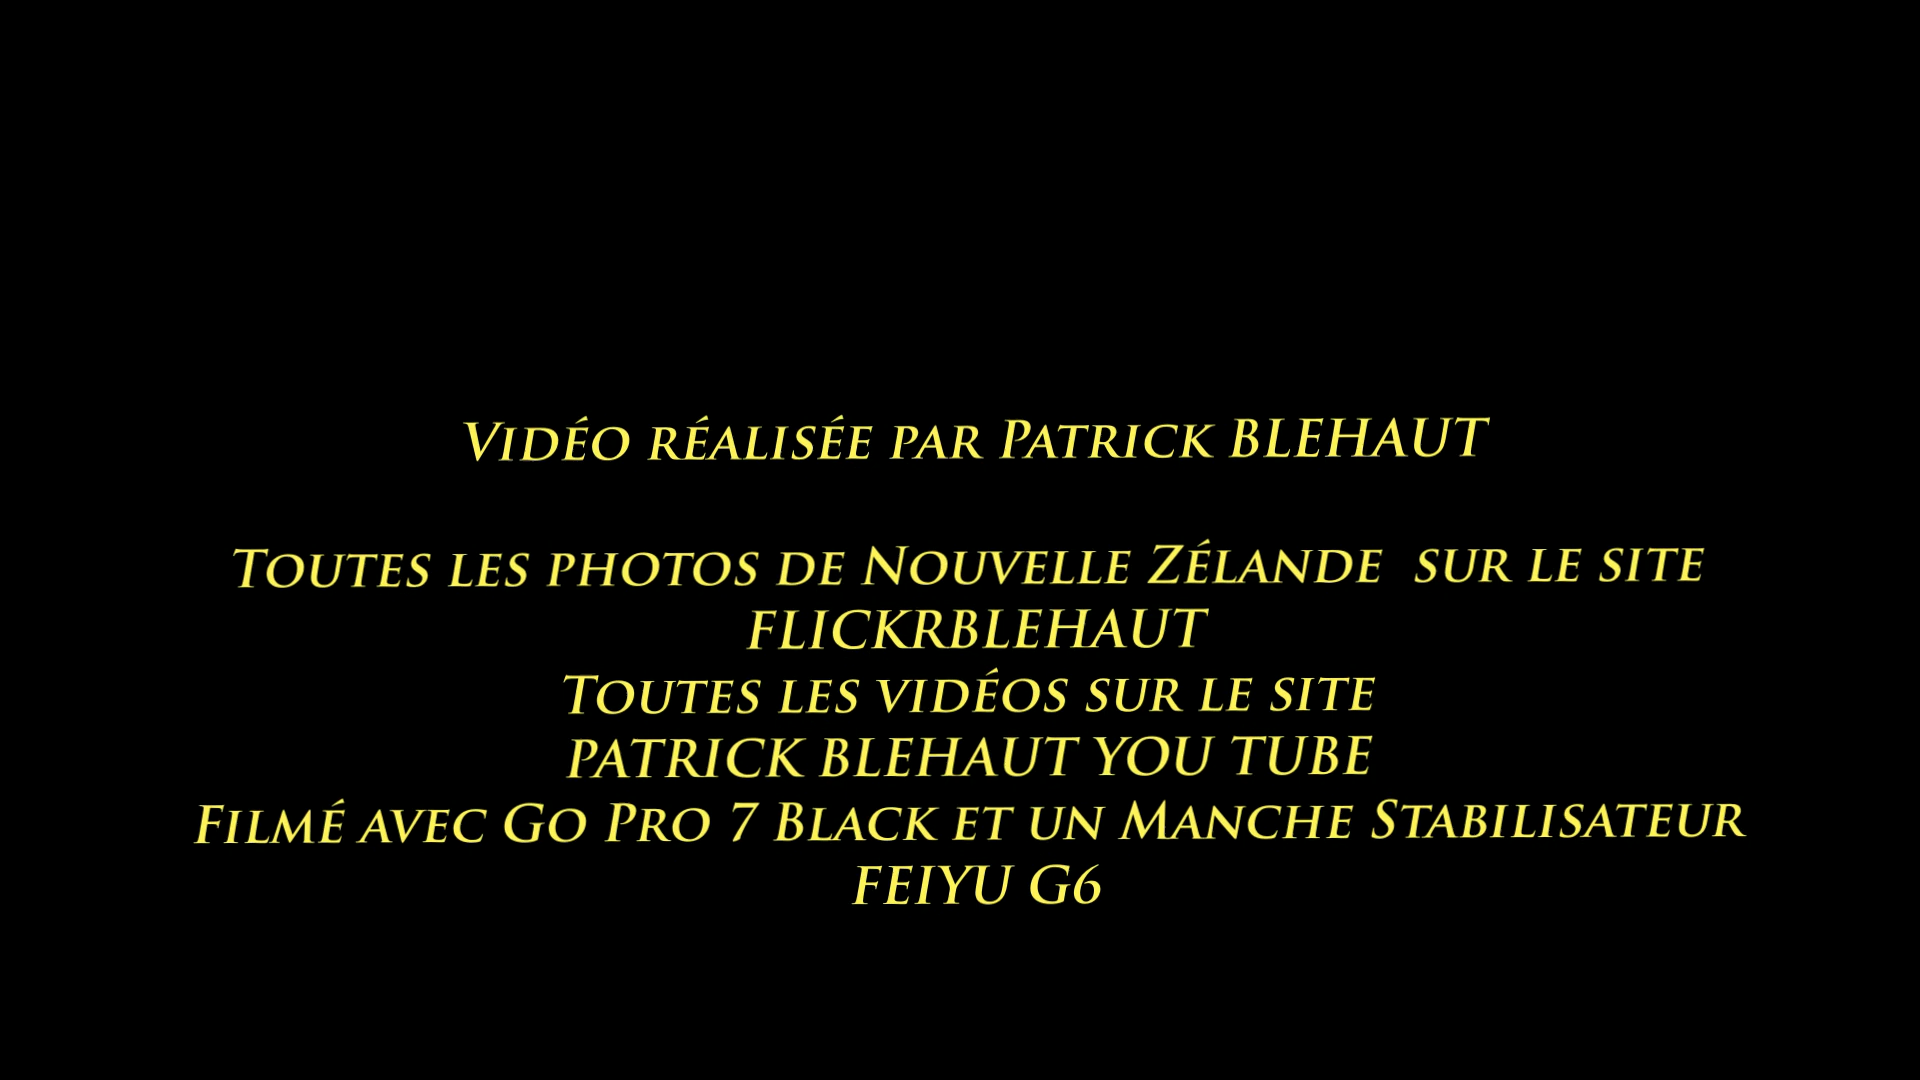 Vidéo réalisée par Patrick BLEHAUT
Toutes les photos de Nouvelle Zélande sur le site
FLICKRBLEHAUT
Toutes les vidéos sur le site
PATRICK BLEHAUT YOU TUBE
Filmé avec Go Pro 7 Black et un Manche Stabilisateur
FEIYU G6